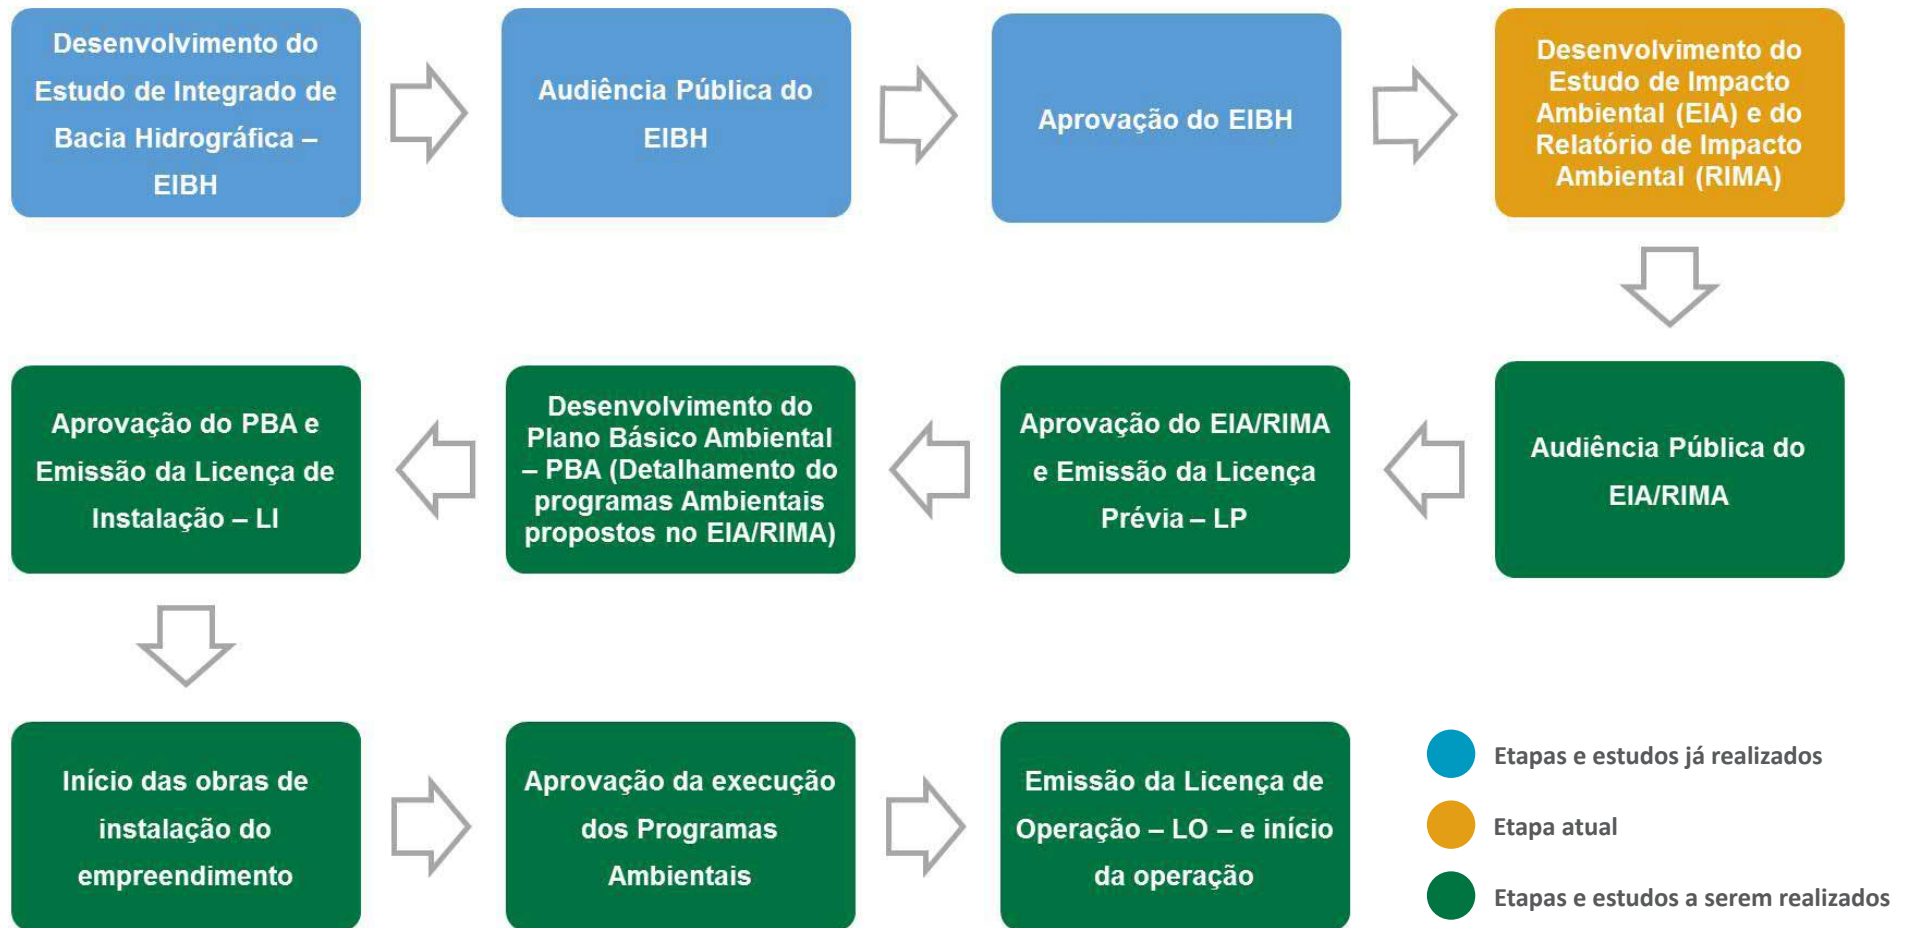 Desenvolvimento do
Estudo de Integrado de
Bacia Hidrográfica –
EIBH
Audiência Pública do
EIBH
Aprovação do EIBH
Desenvolvimento do
Estudo de Impacto
Ambiental (EIA) e do
Relatório de Impacto
Ambiental (RIMA)
Audiência Pública do
EIA/RIMA
Aprovação do EIA/RIMA
e Emissão da Licença
Prévia – LP
Desenvolvimento do
Plano Básico Ambiental
– PBA (Detalhamento do
programas Ambientais
propostos no EIA/RIMA)
Aprovação do PBA e
Emissão da Licença de
Instalação – LI
Início das obras de
instalação do
empreendimento
Aprovação da execução
dos Programas
Ambientais
Emissão da Licença de
Operação – LO – e início
da operação
Etapas e estudos já realizados
Etapa atual
Etapas e estudos a serem realizados